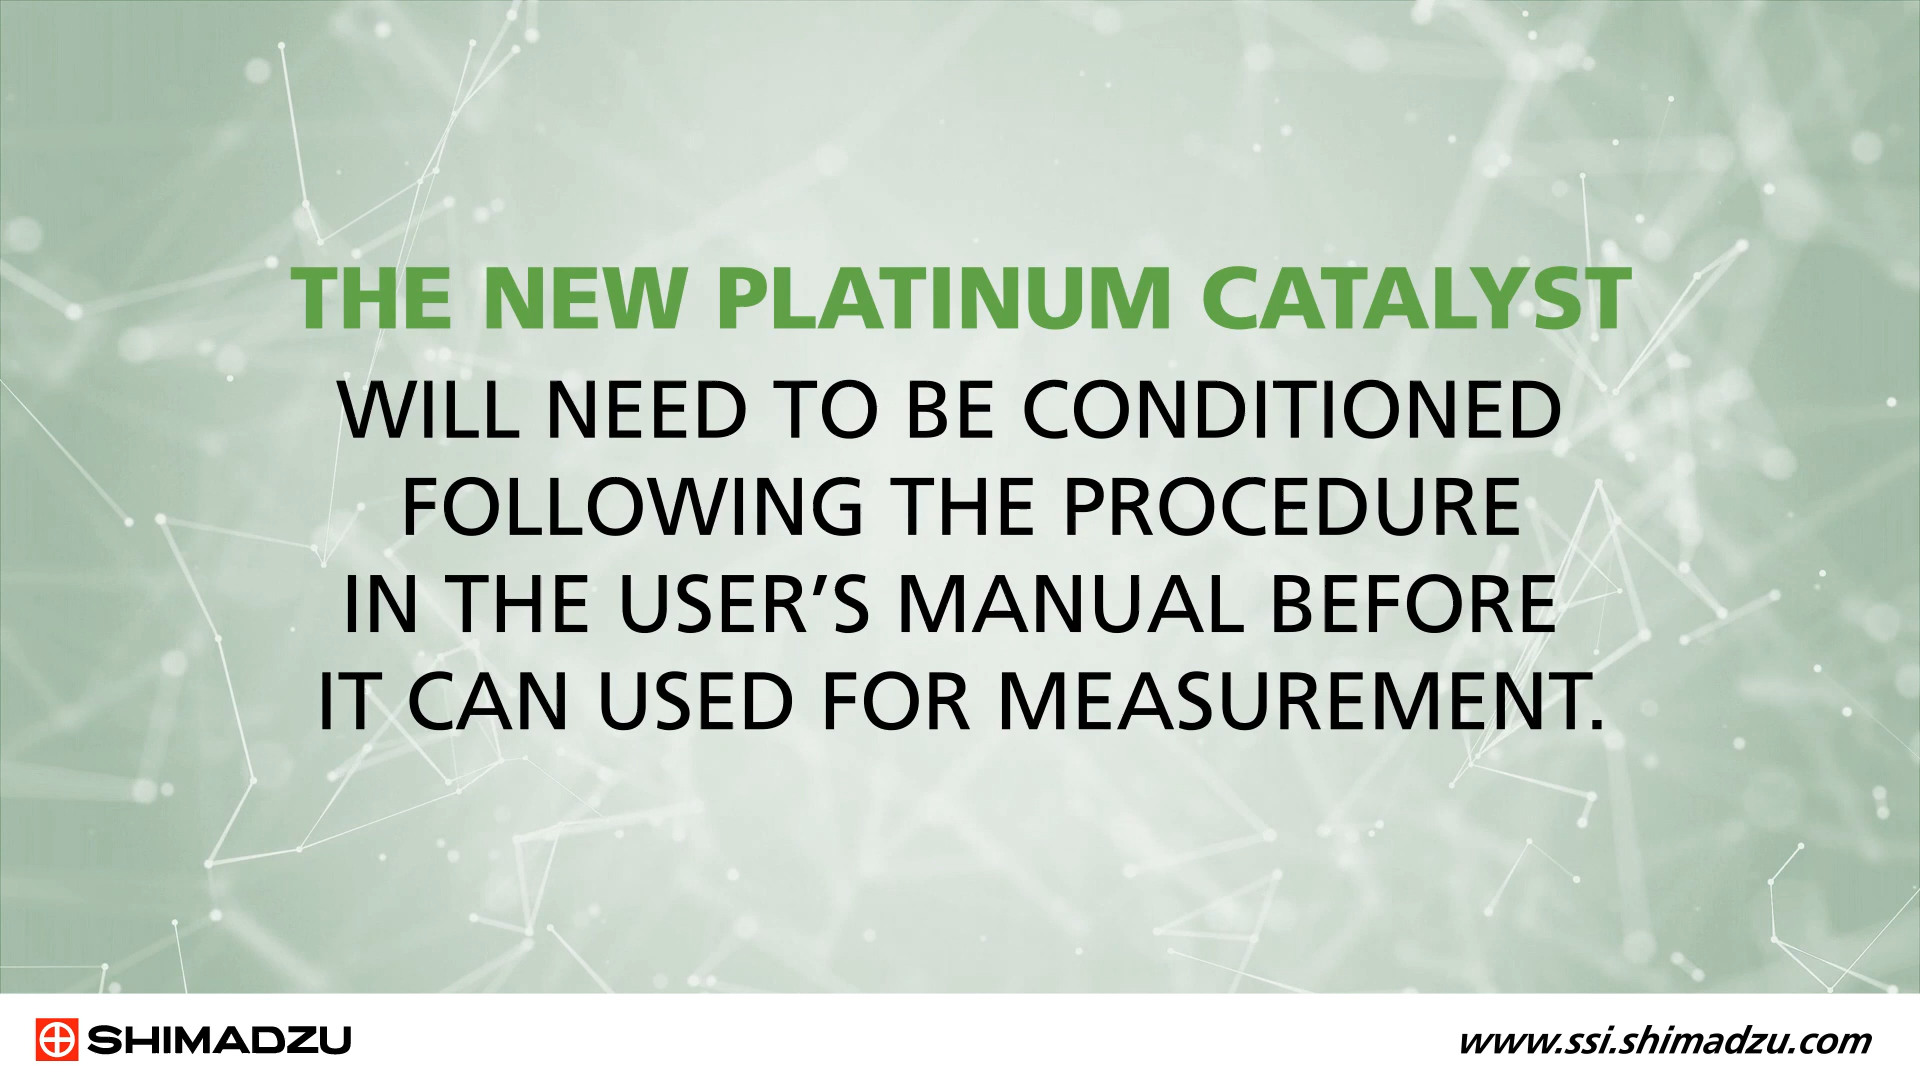 THE NEW PLATINUM CATALYST
WILL NEED TO BE CONDITIONED
FOLLOWING THE PROCEDURE
IN THE USER’S MANUAL BEFORE
IT CAN USED FOR MEASUREMENT.
SHIMADZU
www.ssi.shimadzu.com